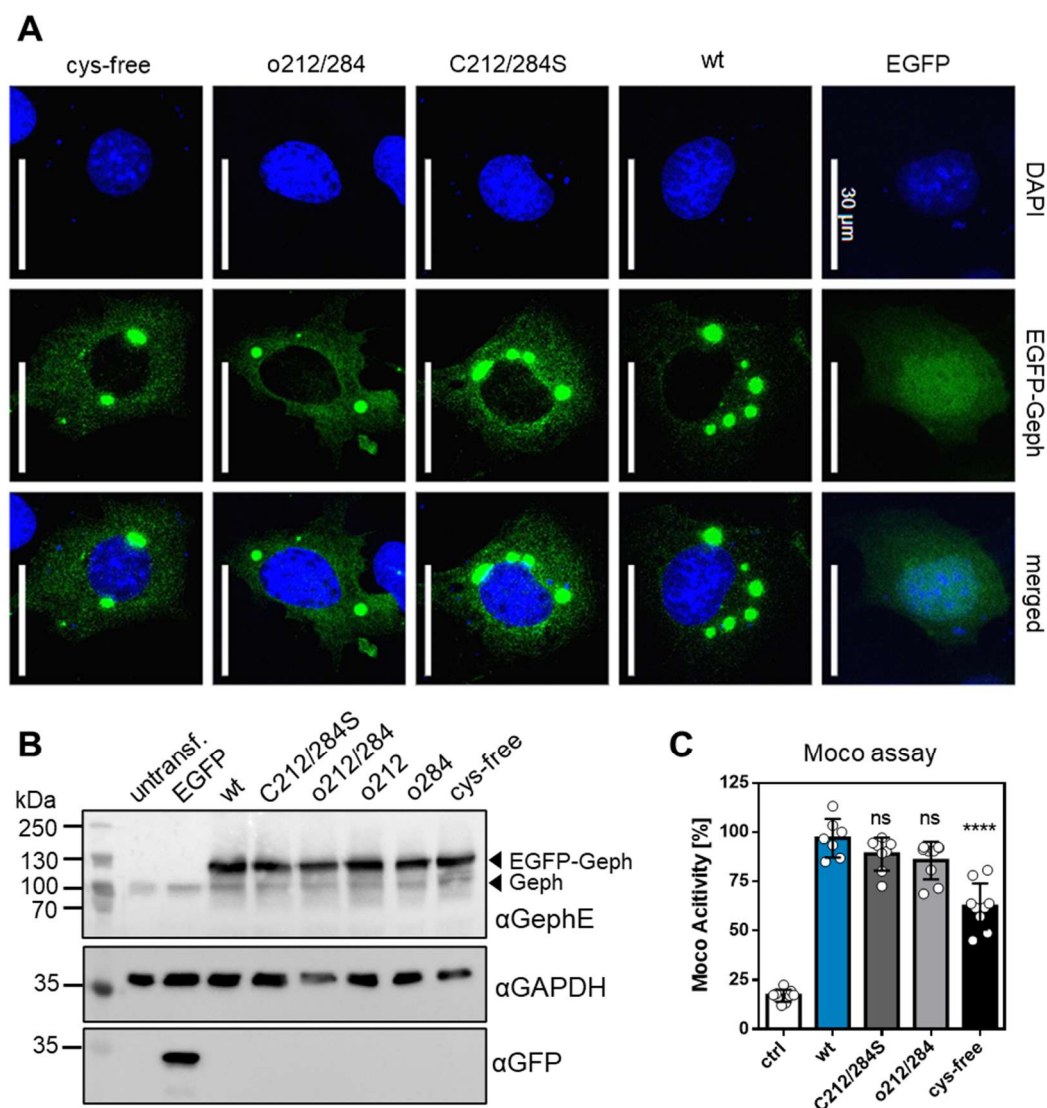 A
cys-free o212/284 C212/284S wt EGFP
30 µm
DAPI
EGFP-Geph
merged
B
untransf. EGFP wt C212/284S o212/284 o212 o284 cys-free
kDa
250
130
100
70
EGFP-Geph
Geph
αGephE
35
αGAPDH
35
αGFP
C
Moco assay
Moco Acitivity [%]
125
100
75
50
25
0
ns ns ****
ctrl wt C212/284S o212/284 cys-free